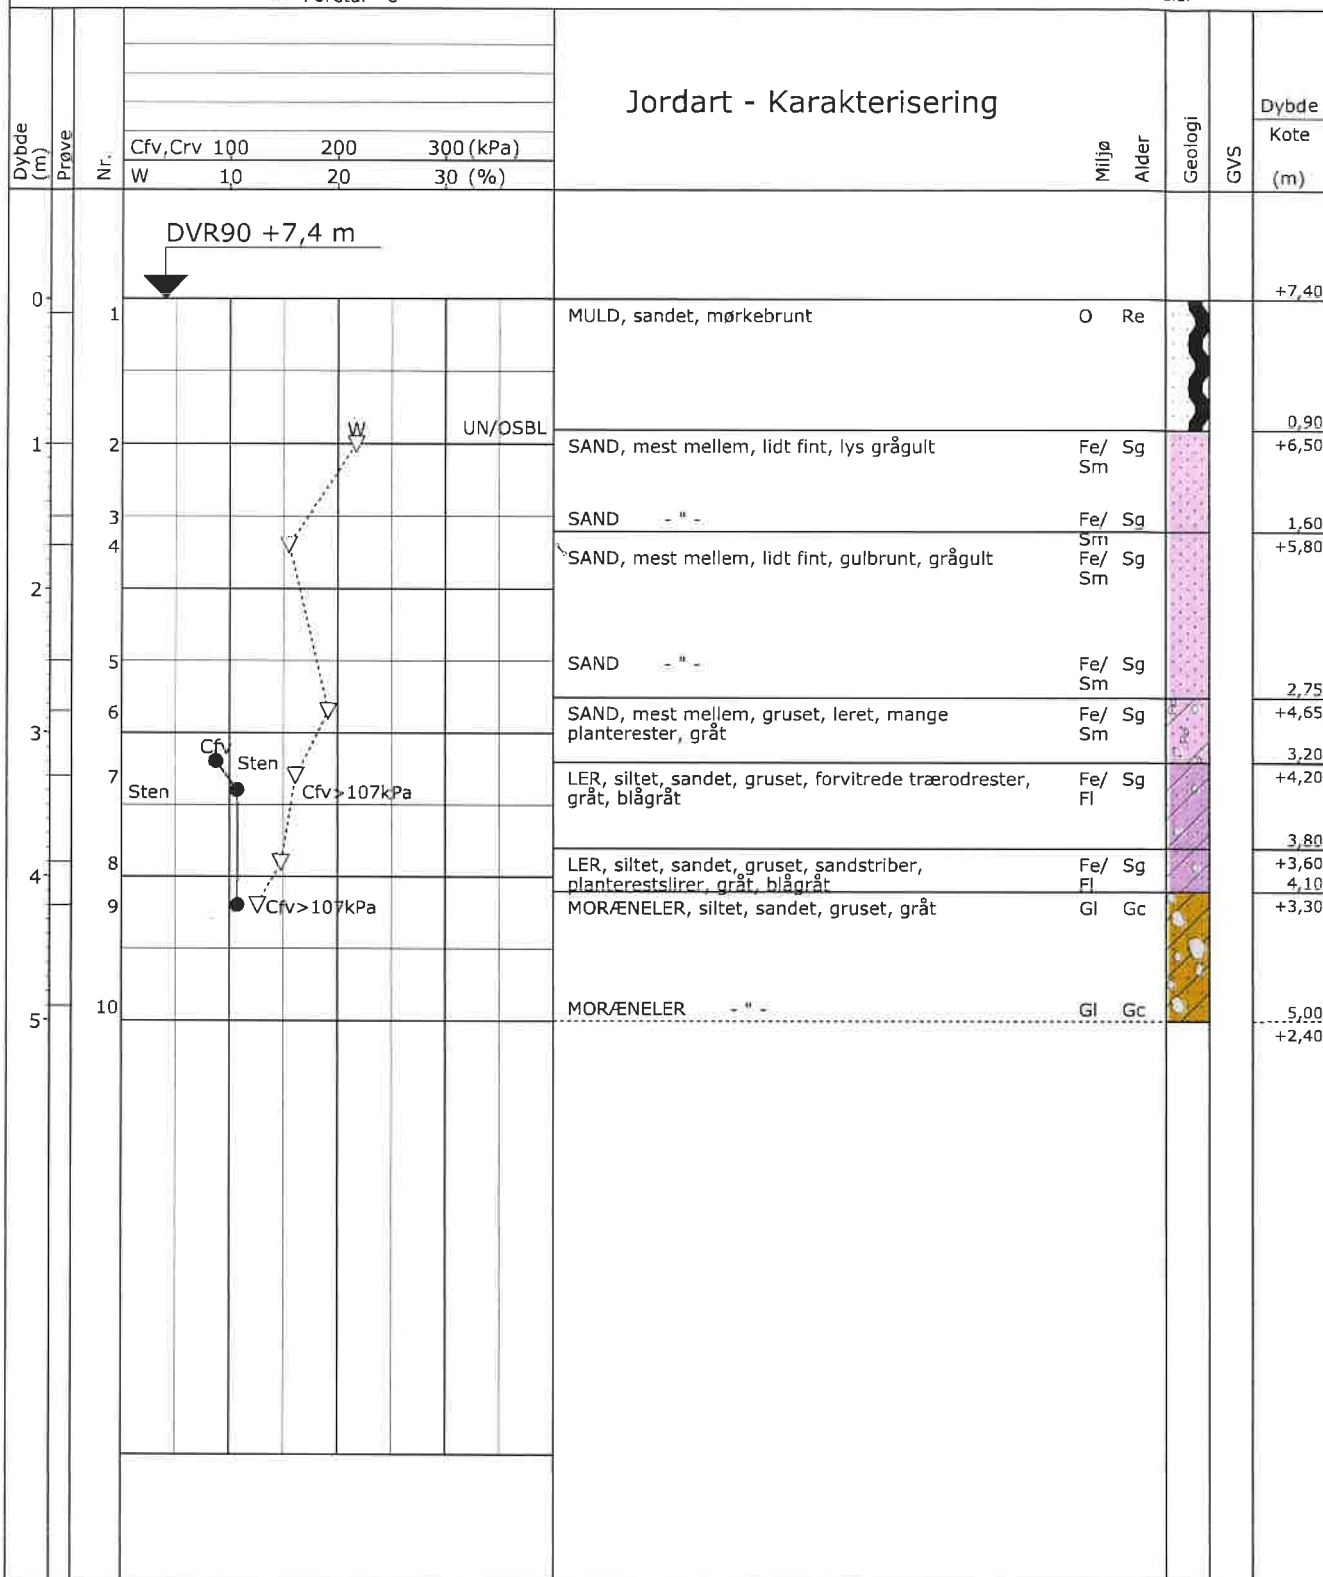 Jordart - Karakterisering
Dybde (m)
Prøve
Nr.
Cfv,Crv 100 200 300 (kPa)
W 10 20 30 (%)
Miljø
Alder
Geologi
GVS
Dybde
Kote
(m)
DVR90 +7,4 m
0
+7,40
1 MULD, sandet, mørkebrunt O Re
W UN/OSBL
0,90
1 2 SAND, mest mellem, lidt fint, lys grågult Fe/ Sg +6,50
Sm
3 SAND - " - Fe/ Sg 1,60
Sm
4 +5,80
SAND, mest mellem, lidt fint, gulbrunt, grågult Fe/ Sg
Sm
2
5 SAND - " - Fe/ Sg
Sm 2,75
6 SAND, mest mellem, gruset, leret, mange Fe/ Sg +4,65
planterester, gråt Sm
3
Cfv 3,20
Sten
7 LER, siltet, sandet, gruset, forvitrede trærodrester, Fe/ Sg +4,20
Sten Cfv>107kPa gråt, blågråt Fl
3,80
8 LER, siltet, sandet, gruset, sandstriber, Fe/ Sg +3,60
4 planterestslirer, gråt, blågråt Fl 4,10
9 Cfv>107kPa MORÆNELER, siltet, sandet, gruset, gråt Gl Gc +3,30
10 MORÆNELER - " - Gl Gc 5,00
5
+2,40